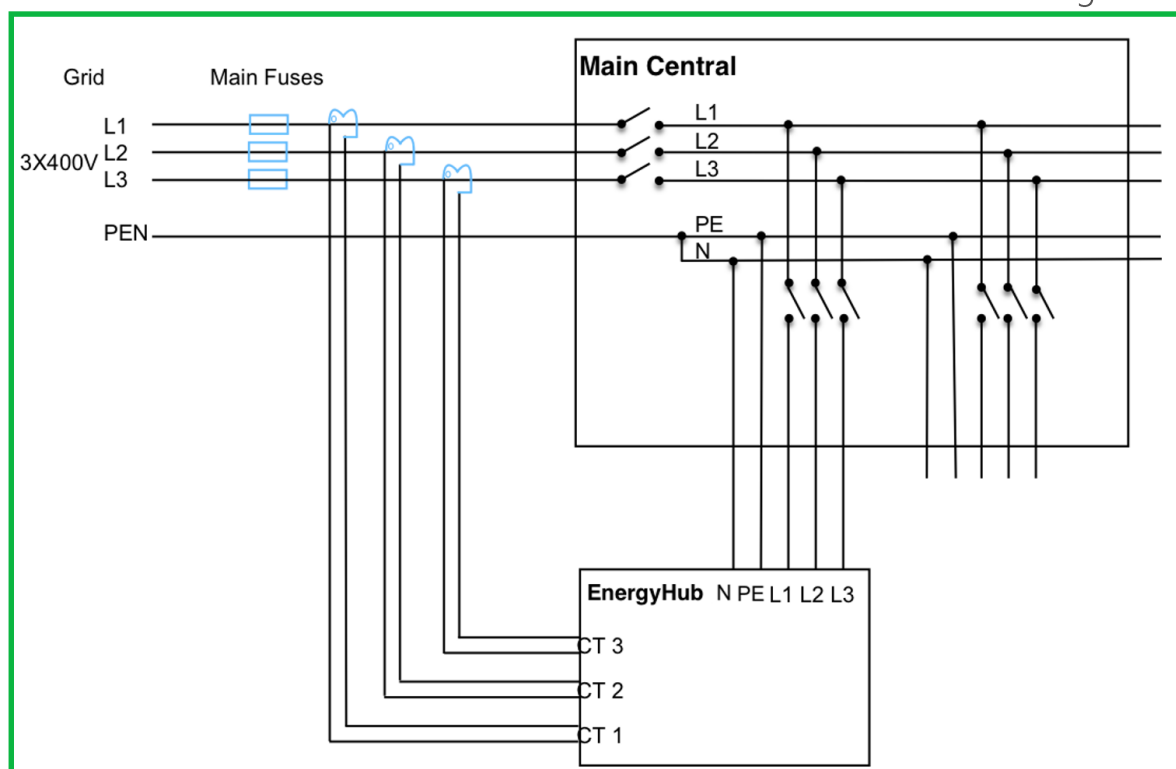 Grid
Main Fuses
Main Central
L1
L1
L2
L2
3X400V
L3
L3
PEN
PE
N
EnergyHub N PE L1 L2 L3
CT 3
CT 2
CT 1